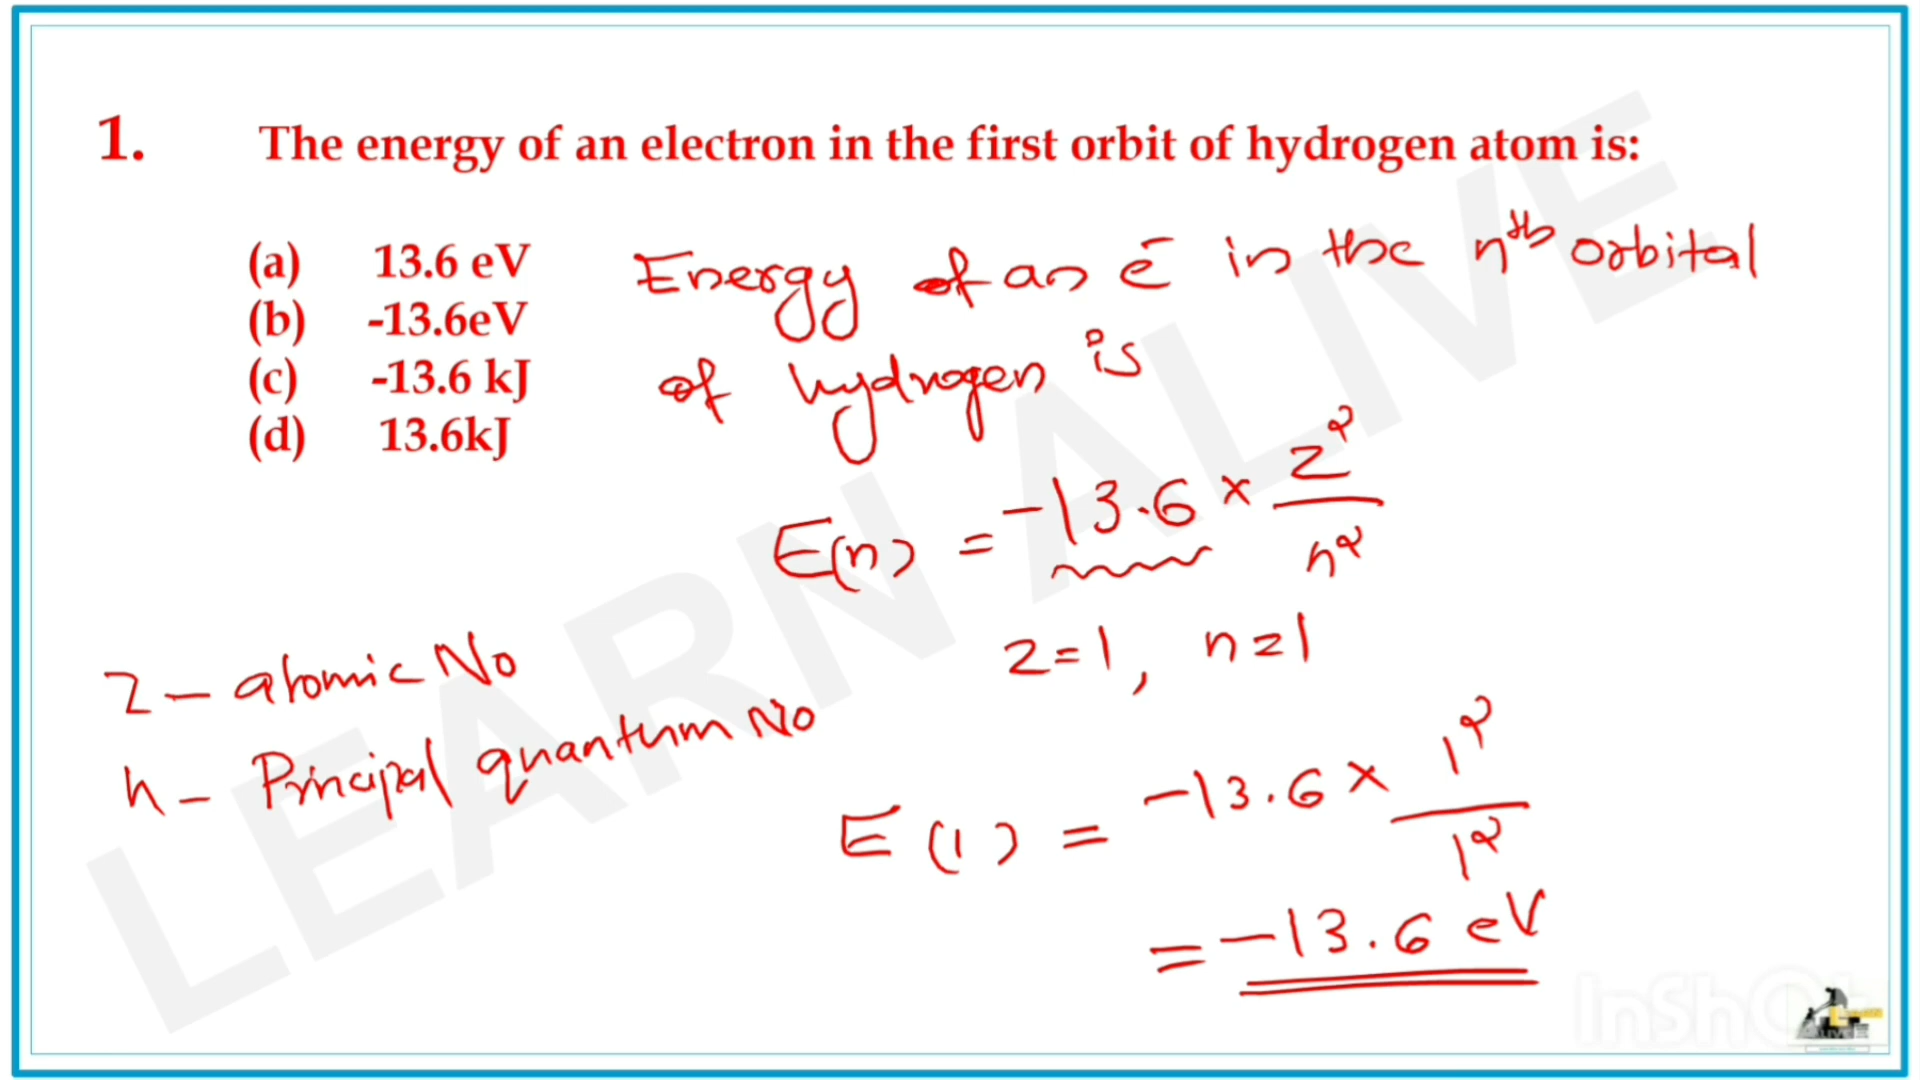 1. The energy of an electron in the first orbit of hydrogen atom is:
(a) 13.6 eV
(b) -13.6eV
(c) -13.6 kJ
(d) 13.6kJ
Energy of an e⁻ in the nth orbital
of hydrogen is
E(n) = -13.6 × Z²/n²
Z=1, n=1
Z – atomic No
n – Principal quantum No
E(1) = -13.6 × 1²/1²
= -13.6 eV
LEARN ALIVE
InShot